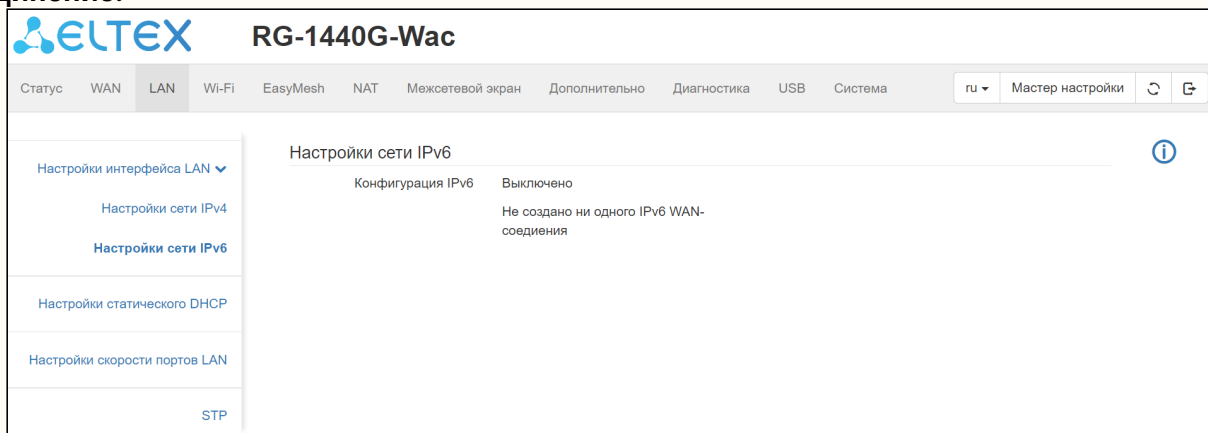 ELTEX RG-1440G-Wac
Статус WAN LAN Wi-Fi EasyMesh NAT Межсетевой экран Дополнительно Диагностика USB Система ru Мастер настройки
Настройки интерфейса LAN
Настройки сети IPv4
Настройки сети IPv6
Настройки статического DHCP
Настройки скорости портов LAN
STP
Настройки сети IPv6
Конфигурация IPv6 Выключено
Не создано ни одного IPv6 WAN-
соедиения